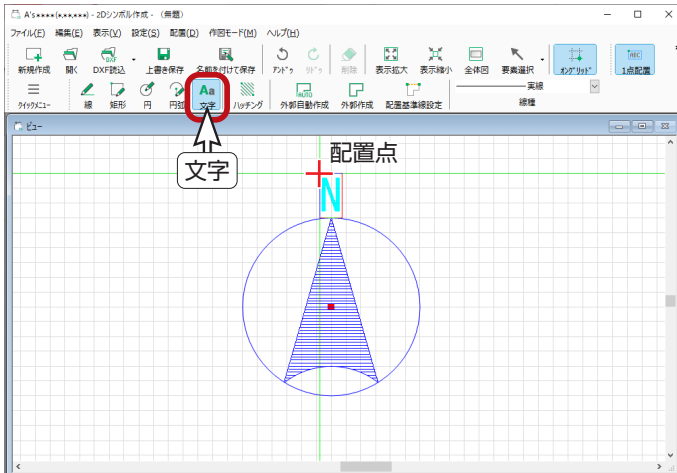 A's****(*,**,***) - 2Dシンボル作成 - （無題）
ファイル(F) 編集(E) 表示(V) 設定(S) 配置(D) 作図モード(M) ヘルプ(H)
新規作成 開く DXF読込 上書き保存 名前を付けて保存 ｱﾝﾄﾞｩ ﾘﾄﾞｩ 削除 表示拡大 表示縮小 全体図 要素選択 ｵﾝｸﾞﾘｯﾄﾞ 1点配置
DXF
ABC
ｸｲｯｸﾒﾆｭｰ 線 矩形 円 円弧 文字 ハッチング 外郭自動作成 外郭作成 配置基準線設定 線種
Aa
AUTO
実線
ビュー
文字
配置点
N